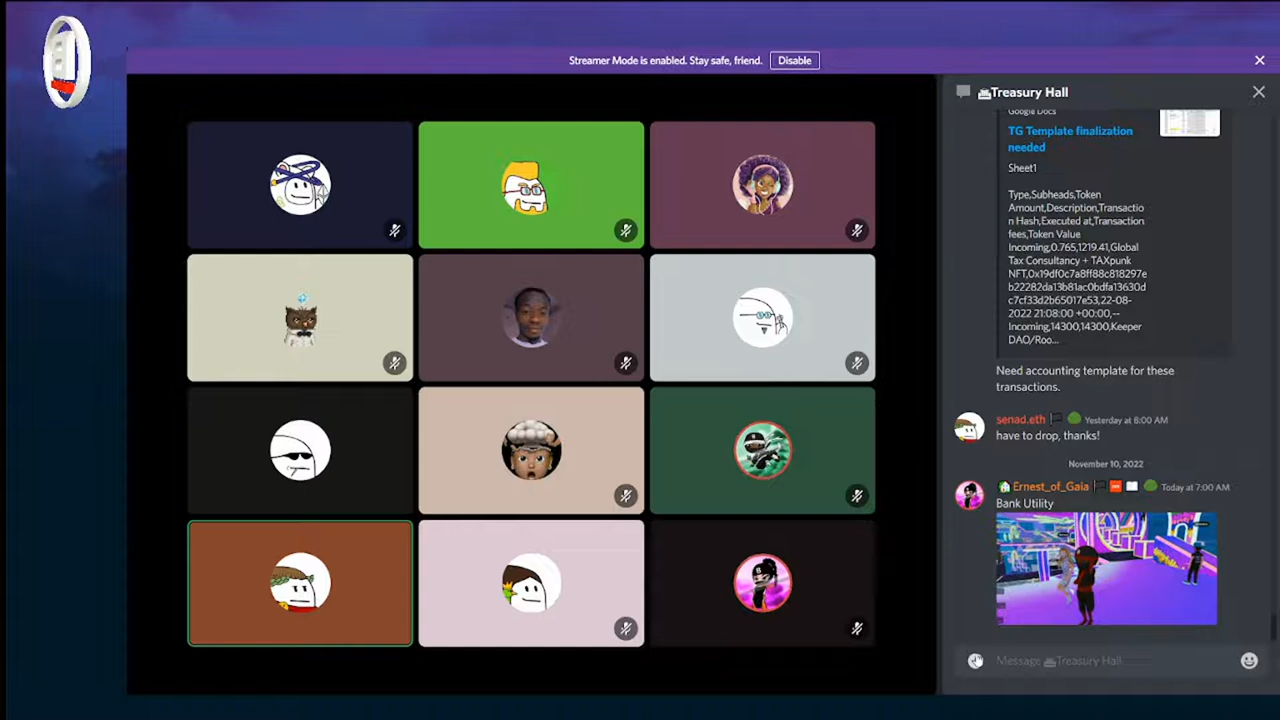 Streamer Mode is enabled. Stay safe, friend. Disable
Treasury Hall
Google Docs
TG Template finalization
needed
Sheet1
Type,Subheads,Token
Amount,Description,Transactio
n Hash,Executed at,Transaction
fees,Token Value
Incoming,0.765,1219.41,Global
Tax Consultancy + TAXpunk
NFT,0x19df0c7a8ff88c818297e
b22282da13b81ac0bdfa13630d
c7cf33d2b65017e53,22-08-
2022 21:08:00 +00:00,--
Incoming,14300,14300,Keeper
DAO/Roo...
Need accounting template for these
transactions.
senad.eth Yesterday at 8:00 AM
have to drop, thanks!
November 10, 2022
Ernest_of_Gaia Today at 7:00 AM
Bank Utility
Message Treasury Hall